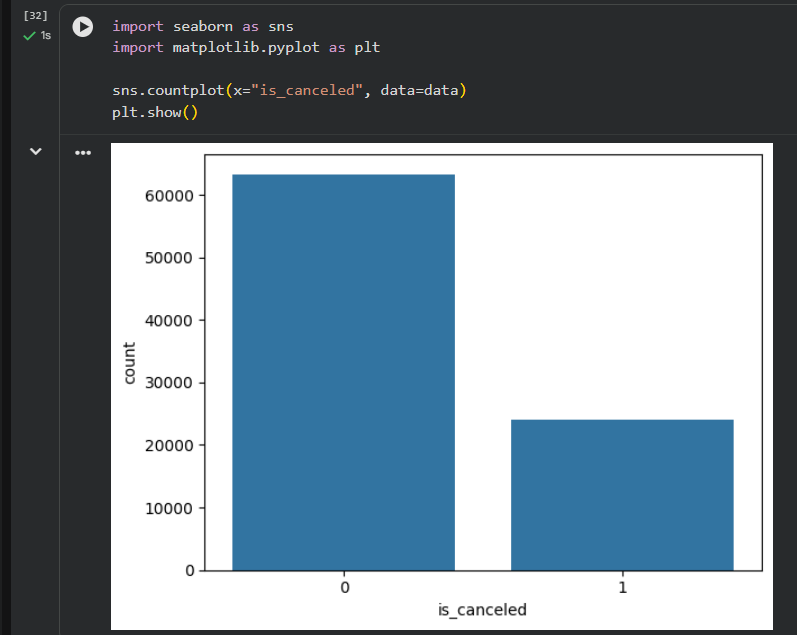 [32]
1s
import seaborn as sns
import matplotlib.pyplot as plt
sns.countplot(x="is_canceled", data=data)
plt.show()
60000
50000
40000
30000
20000
10000
0
count
0 1
is_canceled